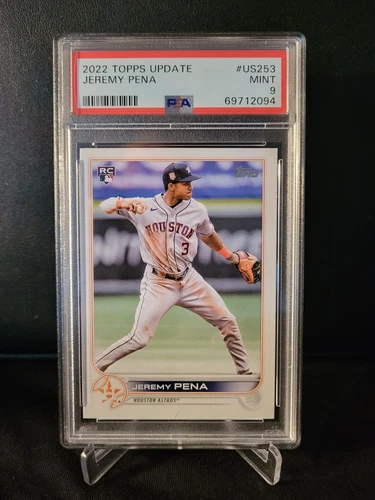 2022 TOPPS UPDATE #US253
JEREMY PENA MINT
9
PSA 69712094
RC
Topps
HOUSTON
3
JEREMY PENA
HOUSTON ASTROS®